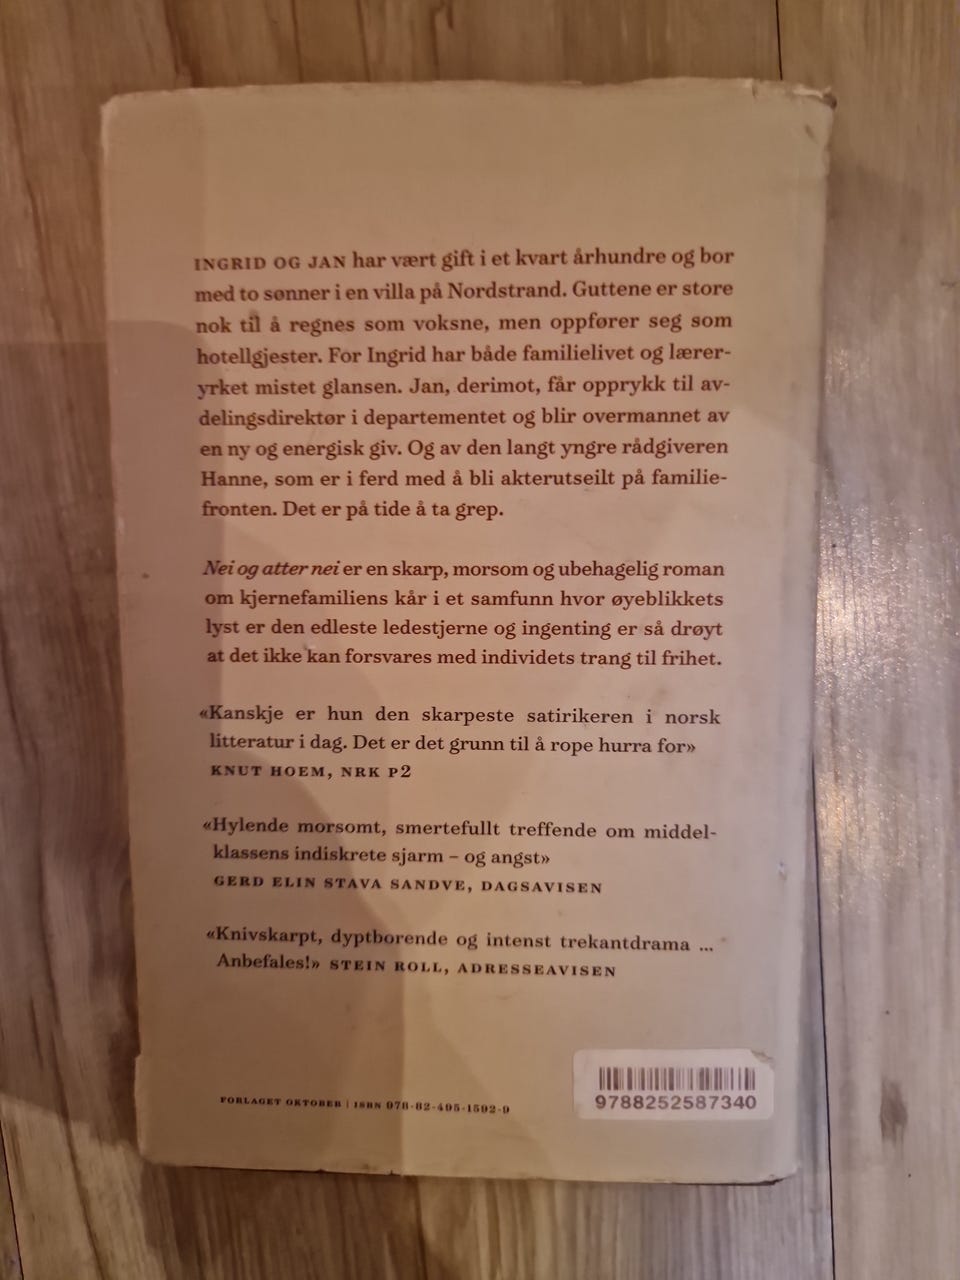 INGRID OG JAN har vært gift i et kvart århundre og bor
med to sønner i en villa på Nordstrand. Guttene er store
nok til å regnes som voksne, men oppfører seg som
hotellgjester. For Ingrid har både familielivet og lærer-
yrket mistet glansen. Jan, derimot, får opprykk til av-
delingsdirektør i departementet og blir overmannet av
en ny og energisk giv. Og av den langt yngre rådgiveren
Hanne, som er i ferd med å bli akterutseilt på familie-
fronten. Det er på tide å ta grep.
Nei og atter nei er en skarp, morsom og ubehagelig roman
om kjernefamiliens kår i et samfunn hvor øyeblikkets
lyst er den edleste ledestjerne og ingenting er så drøyt
at det ikke kan forsvares med individets trang til frihet.
«Kanskje er hun den skarpeste satirikeren i norsk
litteratur i dag. Det er det grunn til å rope hurra for»
KNUT HOEM, NRK P2
«Hylende morsomt, smertefullt treffende om middel-
klassens indiskrete sjarm – og angst»
GERD ELIN STAVA SANDVE, DAGSAVISEN
«Knivskarpt, dyptborende og intenst trekantdrama ...
Anbefales!» STEIN ROLL, ADRESSEAVISEN
FORLAGET OKTOBER | ISBN 978-82-495-1592-9
9788252587340